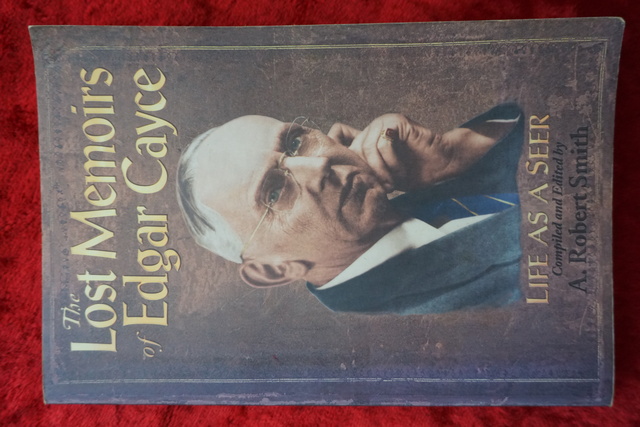 The
Lost Memoirs
of Edgar Cayce
LIFE AS A SEER
Compiled and Edited by
A. Robert Smith